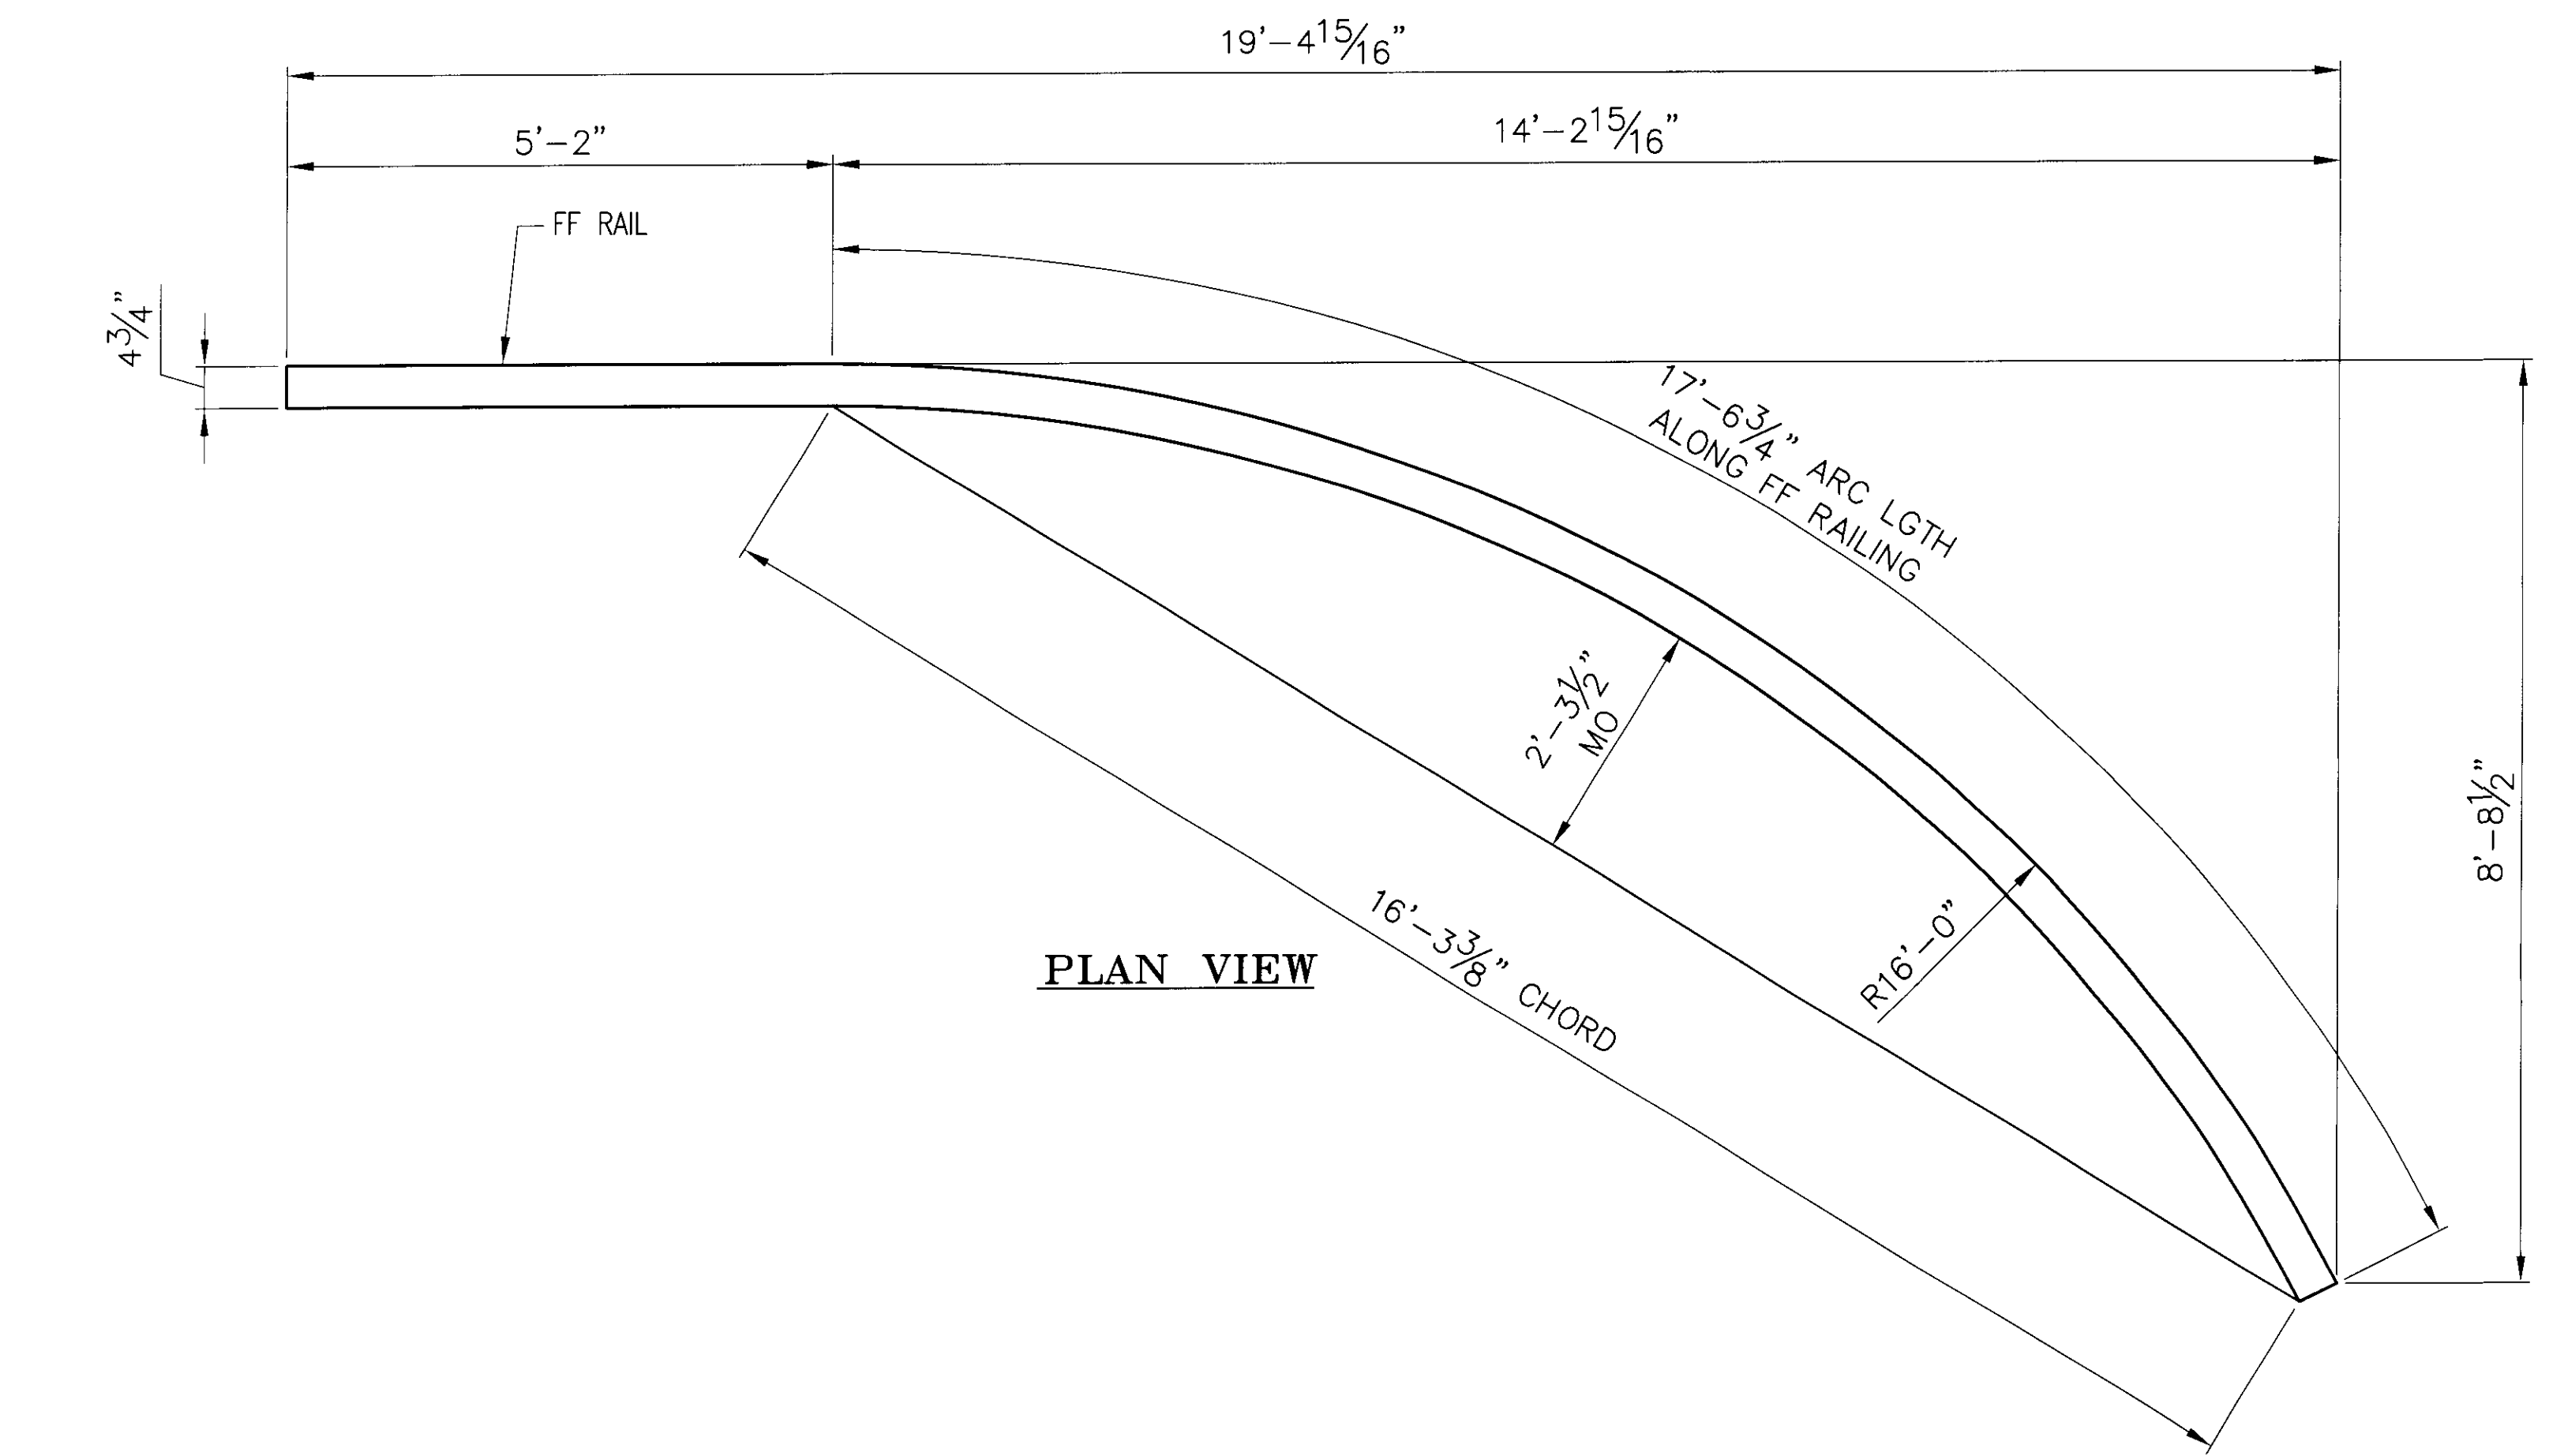 19'-4 15/16"
5'-2"
14'-2 15/16"
FF RAIL
4 3/4"
17'-6 3/4" ARC LGTH
ALONG FF RAILING
2'-3 1/2"
MO
8'-8 1/2"
16'-3 3/8" CHORD
R16'-0"
PLAN VIEW